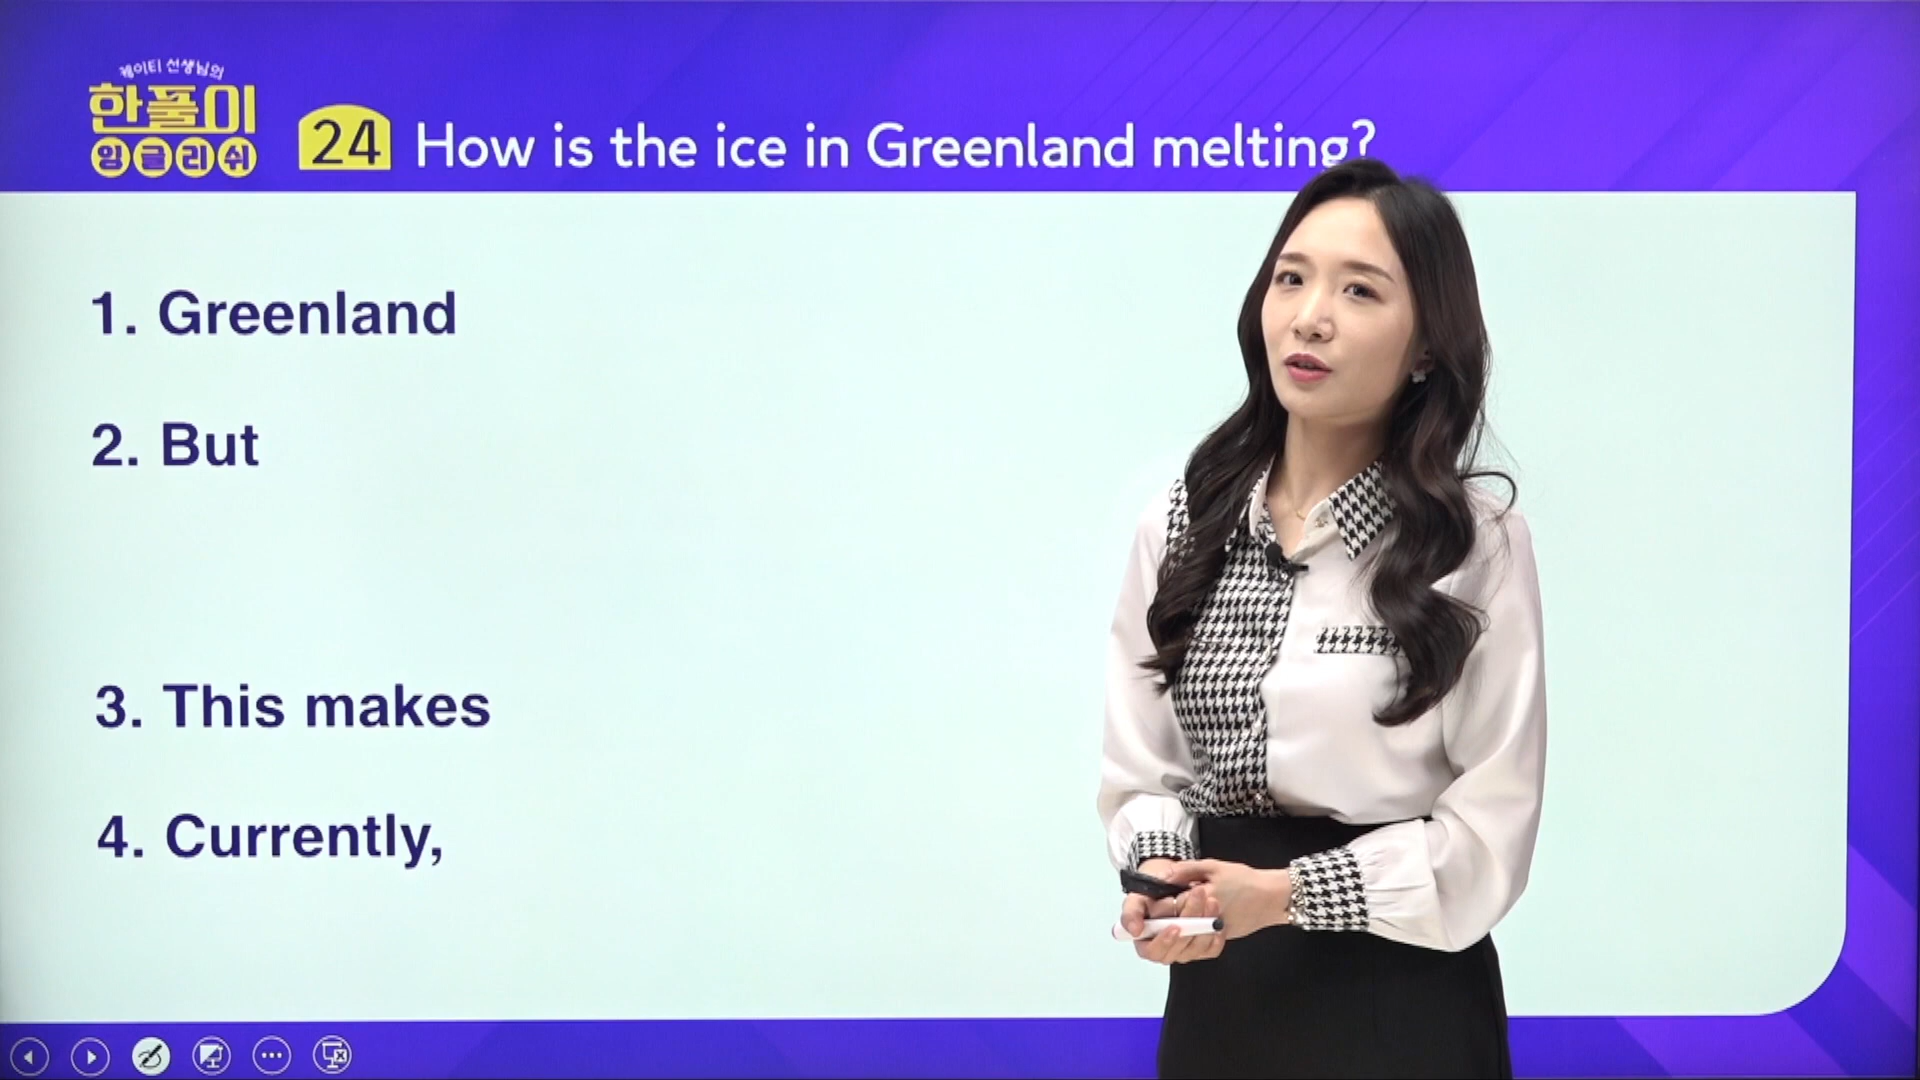 케이티 선생님의
한풀이
잉글리쉬
24 How is the ice in Greenland melting?
1. Greenland
2. But
3. This makes
4. Currently,